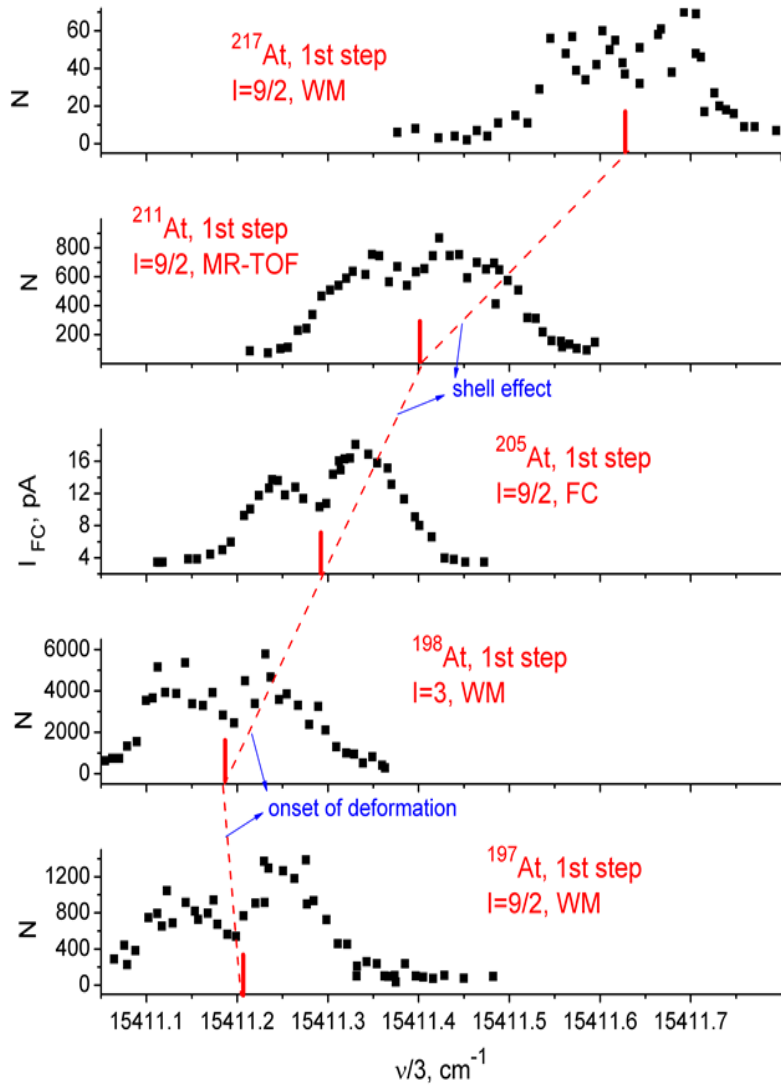 217At, 1st step
I=9/2, WM
N
60
40
20
0
211At, 1st step
I=9/2, MR-TOF
N
800
600
400
200
shell effect
205At, 1st step
I=9/2, FC
I FC, pA
16
12
8
4
198At, 1st step
I=3, WM
N
6000
4000
2000
0
onset of deformation
197At, 1st step
I=9/2, WM
N
1200
800
400
0
15411.1 15411.2 15411.3 15411.4 15411.5 15411.6 15411.7
ν/3, cm-1